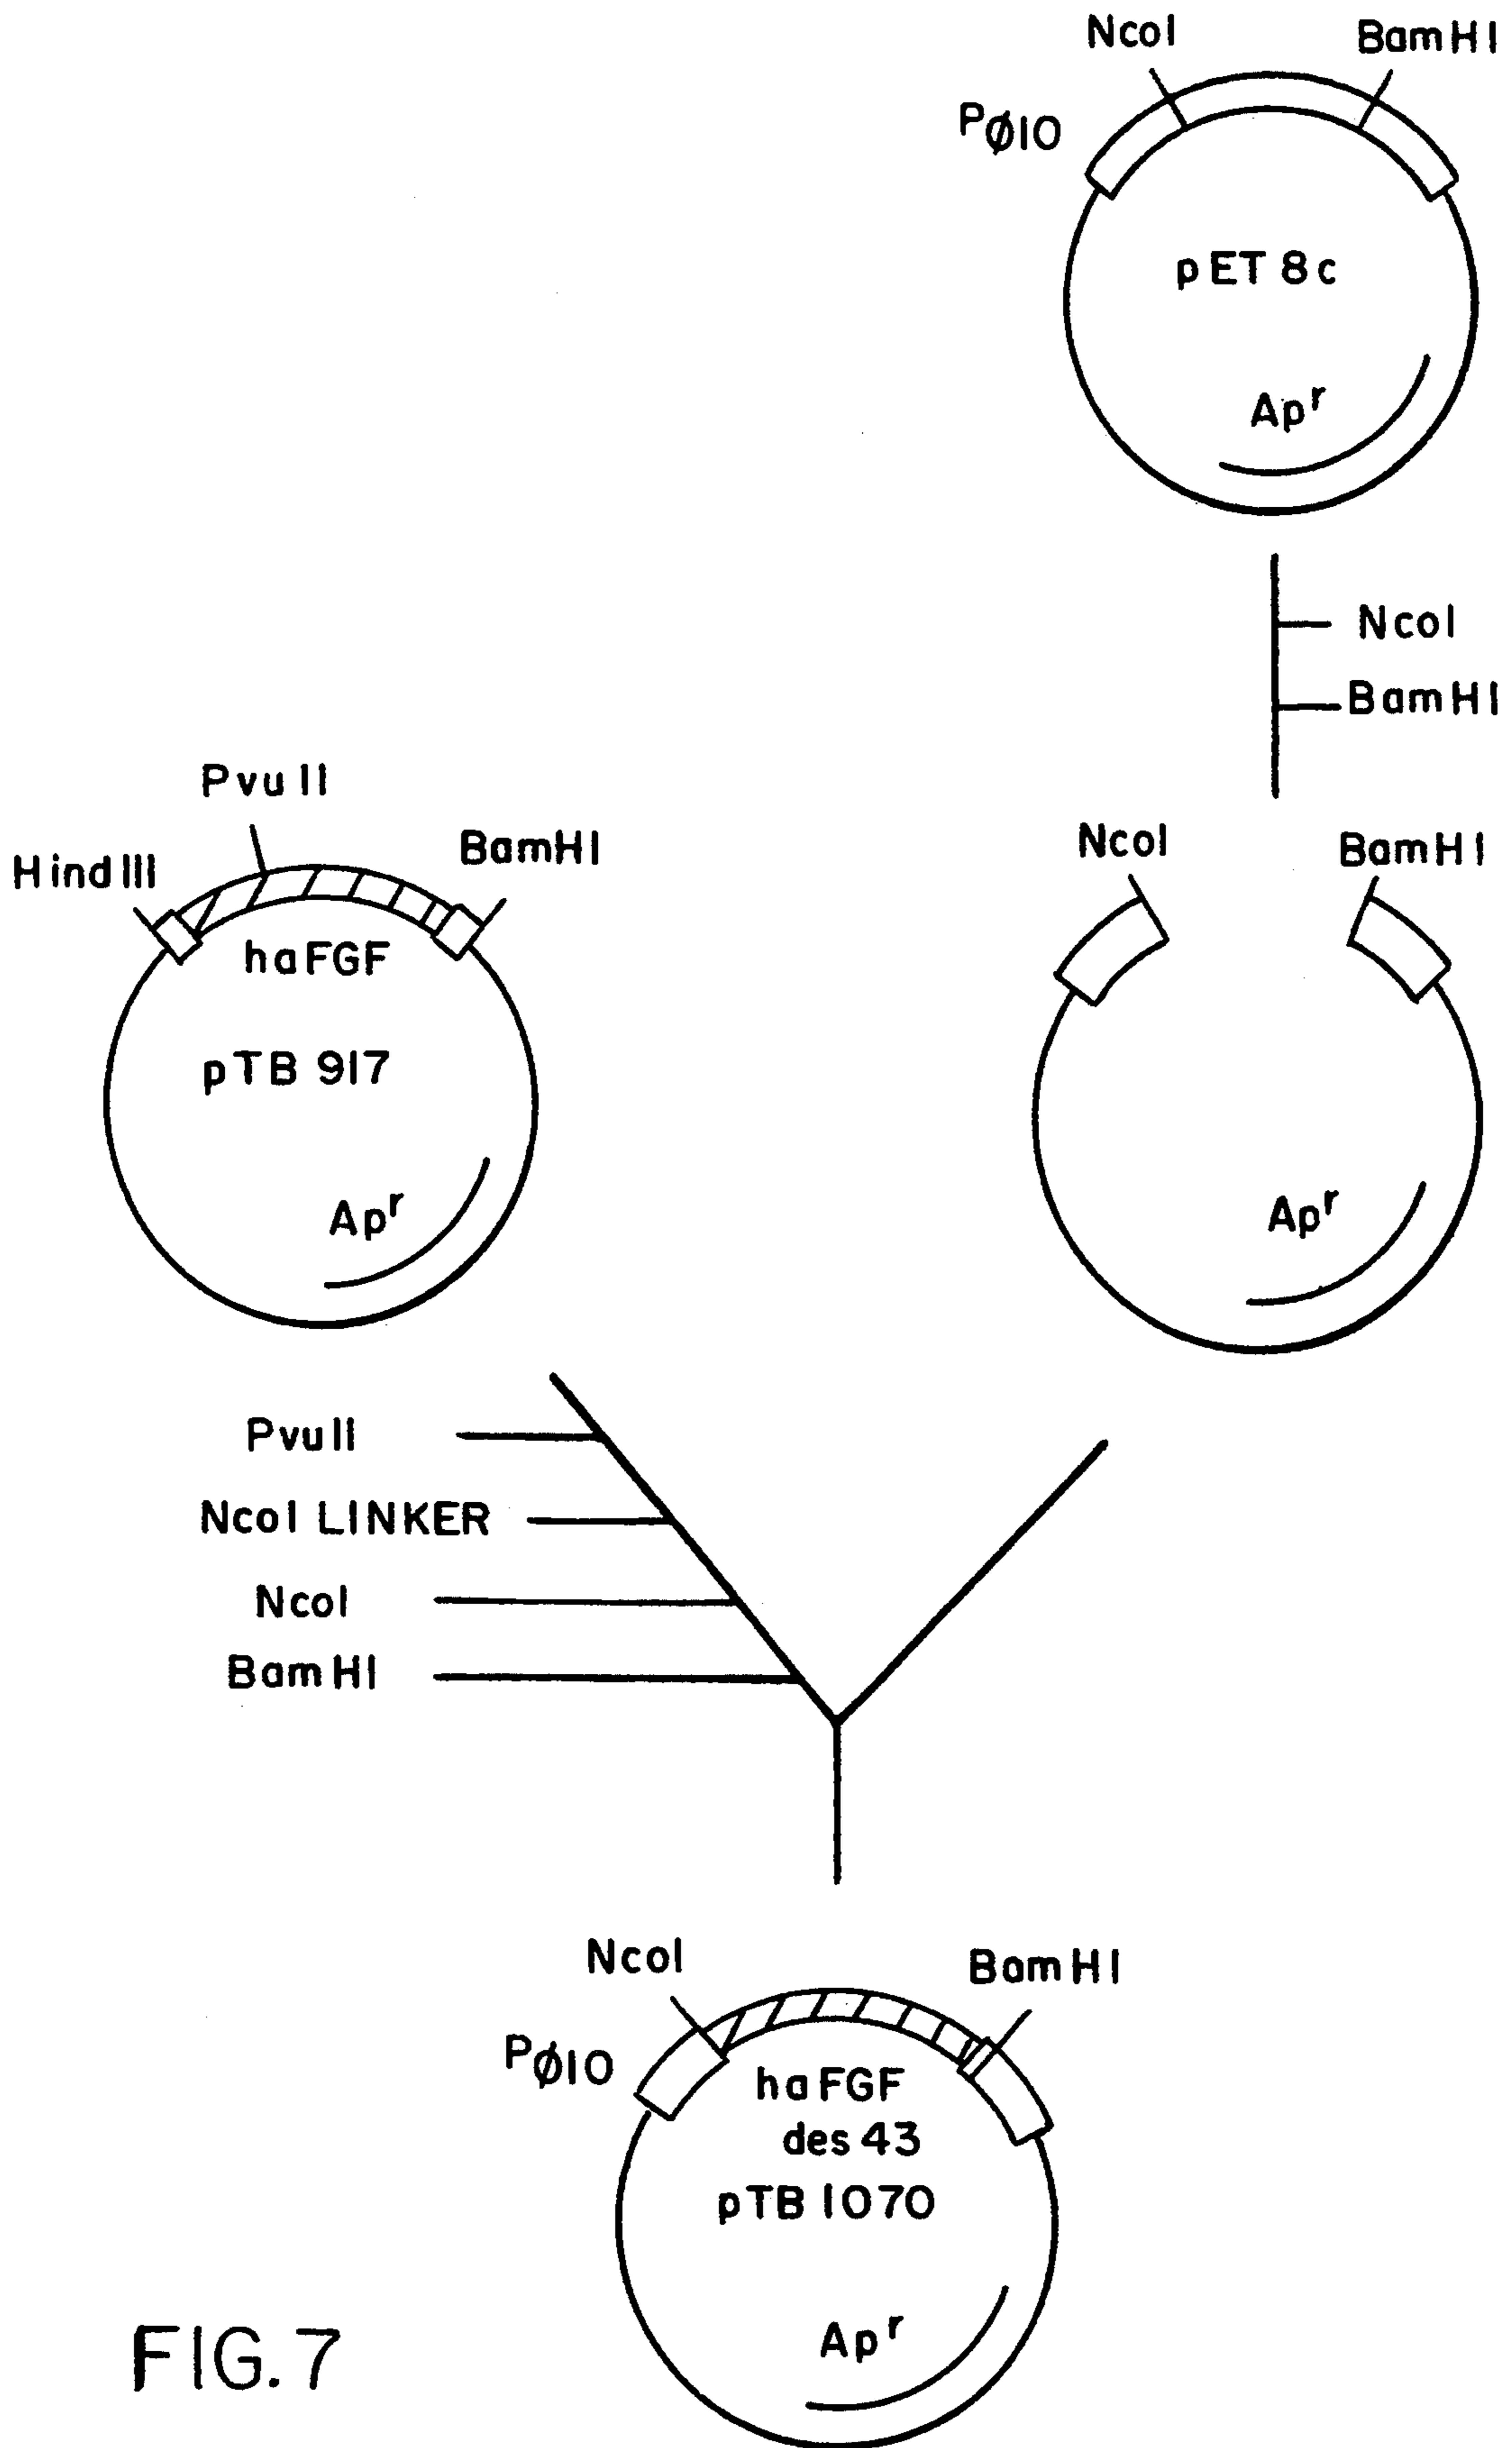 NcoI
BamHI
PØ10
pET 8c
Apr
NcoI
BamHI
PvuII
HindIII
BamHI
haFGF
pTB 917
Apr
NcoI
BamHI
Apr
PvuII
NcoI LINKER
NcoI
BamHI
NcoI
BamHI
PØ10
haFGF
des 43
pTB 1070
Apr
FIG. 7